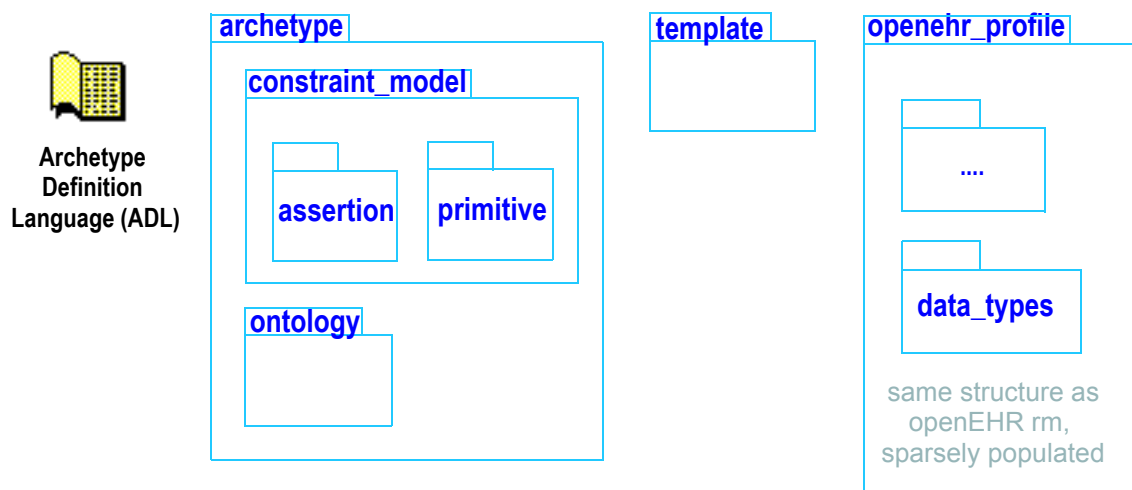 Archetype
Definition
Language (ADL)
archetype
constraint_model
assertion
primitive
ontology
template
openehr_profile
....
data_types
same structure as
openEHR rm,
sparsely populated